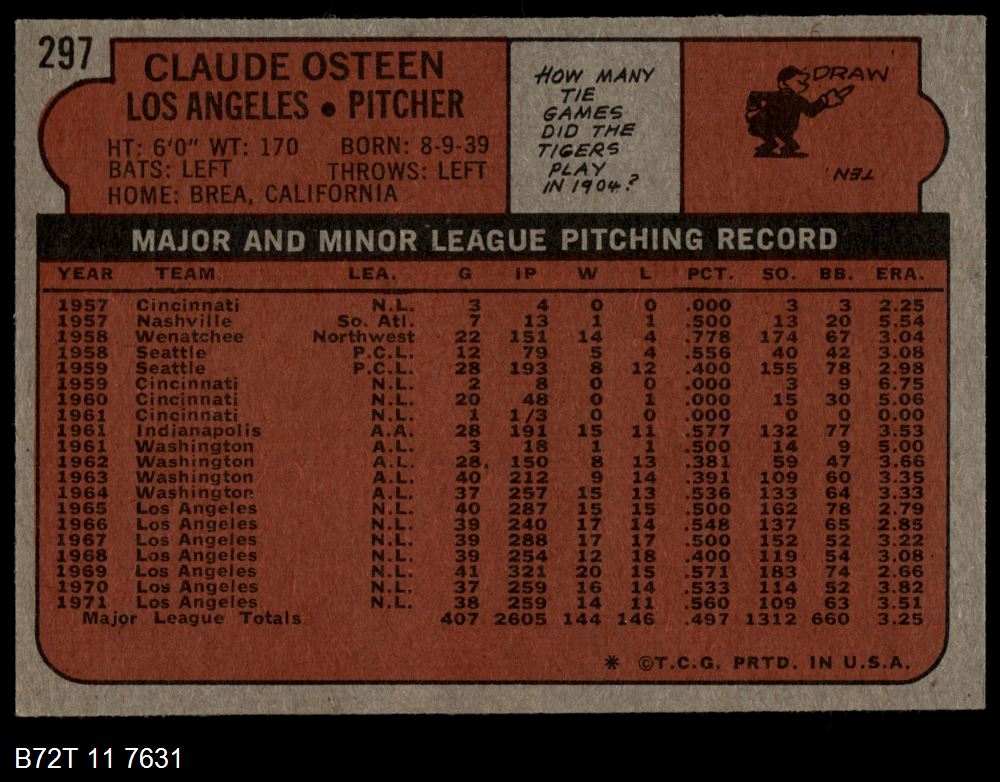 297
CLAUDE OSTEEN
LOS ANGELES • PITCHER
HT: 6'0" WT: 170 BORN: 8-9-39
BATS: LEFT THROWS: LEFT
HOME: BREA, CALIFORNIA
HOW MANY
TIE
GAMES
DID THE
TIGERS
PLAY
IN 1904?
DRAW
TEN.
MAJOR AND MINOR LEAGUE PITCHING RECORD
YEAR TEAM LEA. G IP W L PCT. SO. BB. ERA.
1957 Cincinnati N.L. 3 4 0 0 .000 3 3 2.25
1957 Nashville So. Atl. 7 13 1 1 .500 13 20 5.54
1958 Wenatchee Northwest 22 151 14 4 .778 174 67 3.04
1958 Seattle P.C.L. 12 79 5 4 .556 40 42 3.08
1959 Seattle P.C.L. 28 193 8 12 .400 155 78 2.98
1959 Cincinnati N.L. 2 8 0 0 .000 3 9 6.75
1960 Cincinnati N.L. 20 48 0 1 .000 15 30 5.06
1961 Cincinnati N.L. 1 1/3 0 0 .000 0 0 0.00
1961 Indianapolis A.A. 28 191 15 11 .577 132 77 3.53
1961 Washington A.L. 3 18 1 1 .500 14 9 5.00
1962 Washington A.L. 28 150 8 13 .381 59 47 3.66
1963 Washington A.L. 40 212 9 14 .391 109 60 3.35
1964 Washington A.L. 37 257 15 13 .536 133 64 3.33
1965 Los Angeles N.L. 40 287 15 15 .500 162 78 2.79
1966 Los Angeles N.L. 39 240 17 14 .548 137 65 2.85
1967 Los Angeles N.L. 39 288 17 17 .500 152 52 3.22
1968 Los Angeles N.L. 39 254 12 18 .400 119 54 3.08
1969 Los Angeles N.L. 41 321 20 15 .571 183 74 2.66
1970 Los Angeles N.L. 37 259 16 14 .533 114 52 3.82
1971 Los Angeles N.L. 38 259 14 11 .560 109 63 3.51
Major League Totals 407 2605 144 146 .497 1312 660 3.25
* ©T.C.G. PRTD. IN U.S.A.
B72T 11 7631